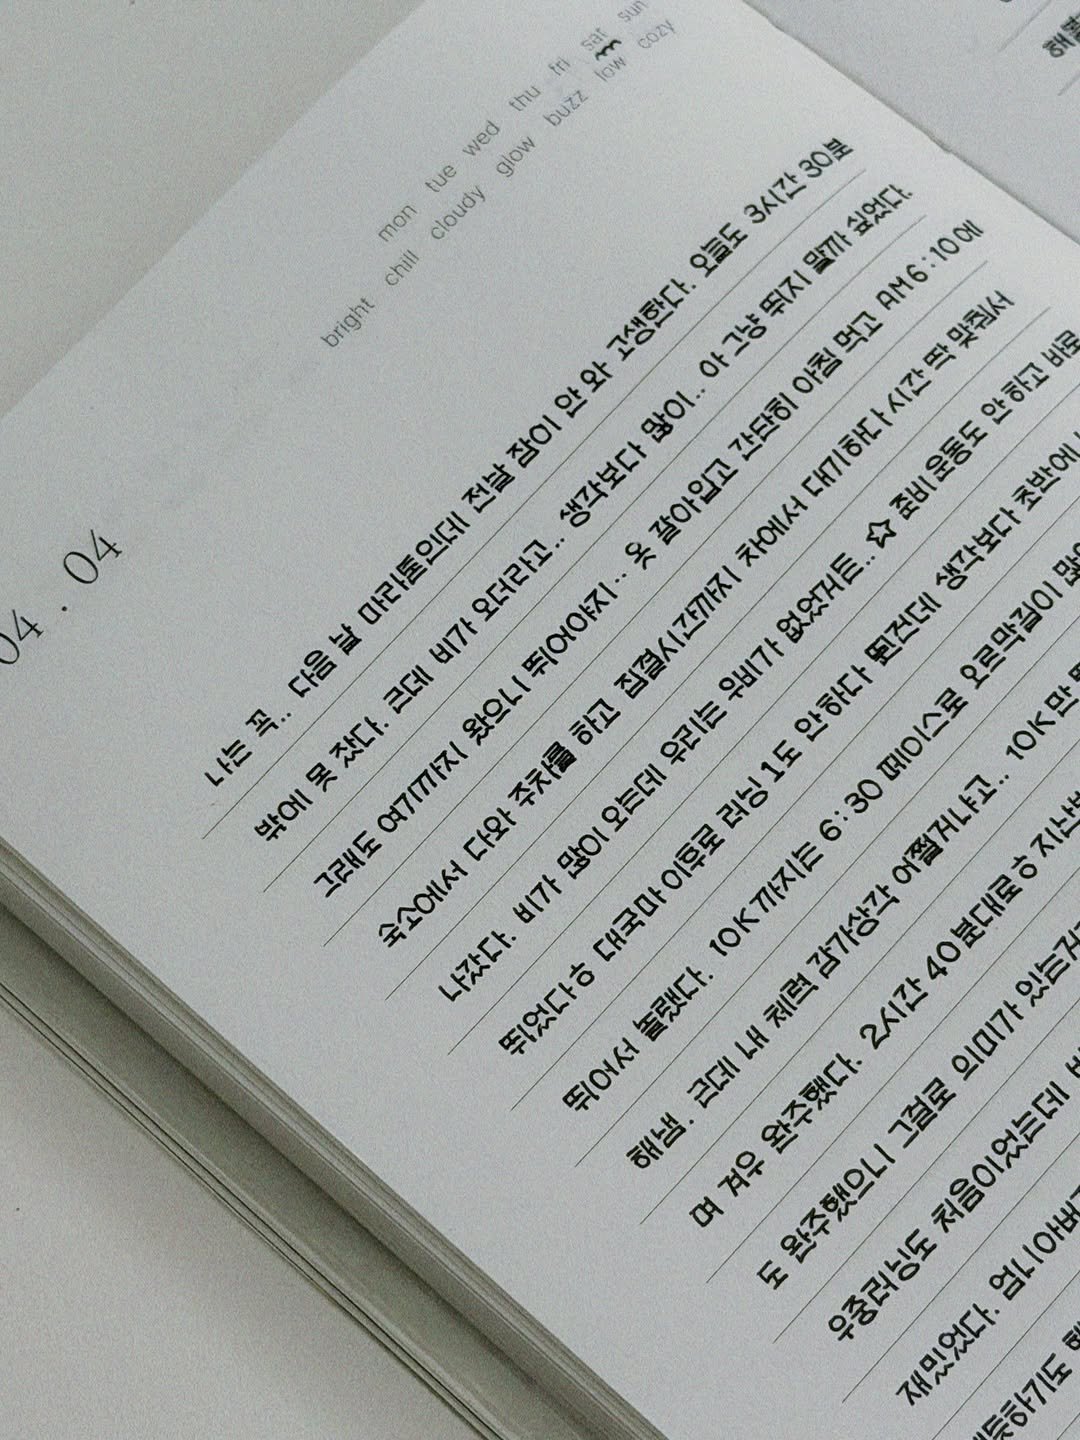 04 . 04
mon tue wed thu fri sat sun
bright chill cloudy glow buzz low cozy
나는 꼭.. 다음 날 마라톤인데 전날 잠이 안 와 고생한다. 오늘도 3시간 30분
밖에 못 잤다. 근데 비가 오더라고.. 생각보다 많이.. 아 그냥 뛰지 말까 싶었다.
그래도 여기까지 왔으니 뛰어야지.. 옷 갈아입고 간단히 아침 먹고 AM 6:10에
숙소에서 나와 주차를 하고 집결시간까지 차에서 대기하다 시간 딱 맞춰서
나갔다. 비가 많이 오는데 우리는 우비가 없었거든.. ☆ 준비운동도 안 하고 바로
뛰었다ㅎ 대국마 이후로 러닝 1도 안 하다 뛴건데 생각보다 초반에
뛰어서 놀랬다. 10K까지는 6:30 페이스로 오르막길이
해냄. 근데 내 체력 감가상각 어쩔거냐고.. 10K만
며 겨우 완주했다. 2시간 40분대로ㅎ
도 완주했으니 그걸로 의미가
우중러닝도 처음이었는데
재밌었다.